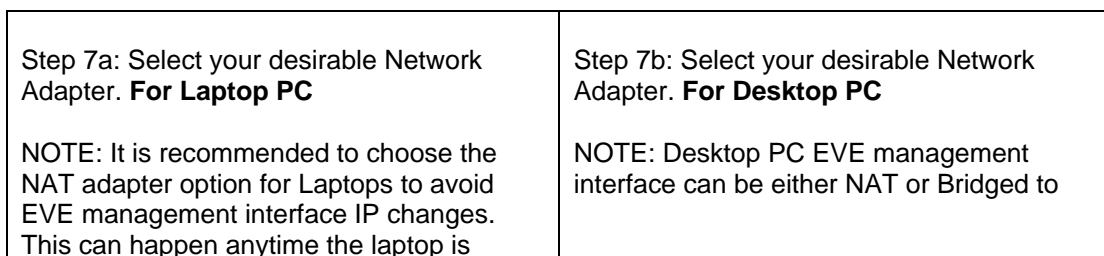 Step 7a: Select your desirable Network
Adapter. For Laptop PC
NOTE: It is recommended to choose the
NAT adapter option for Laptops to avoid
EVE management interface IP changes.
This can happen anytime the laptop is
Step 7b: Select your desirable Network
Adapter. For Desktop PC
NOTE: Desktop PC EVE management
interface can be either NAT or Bridged to